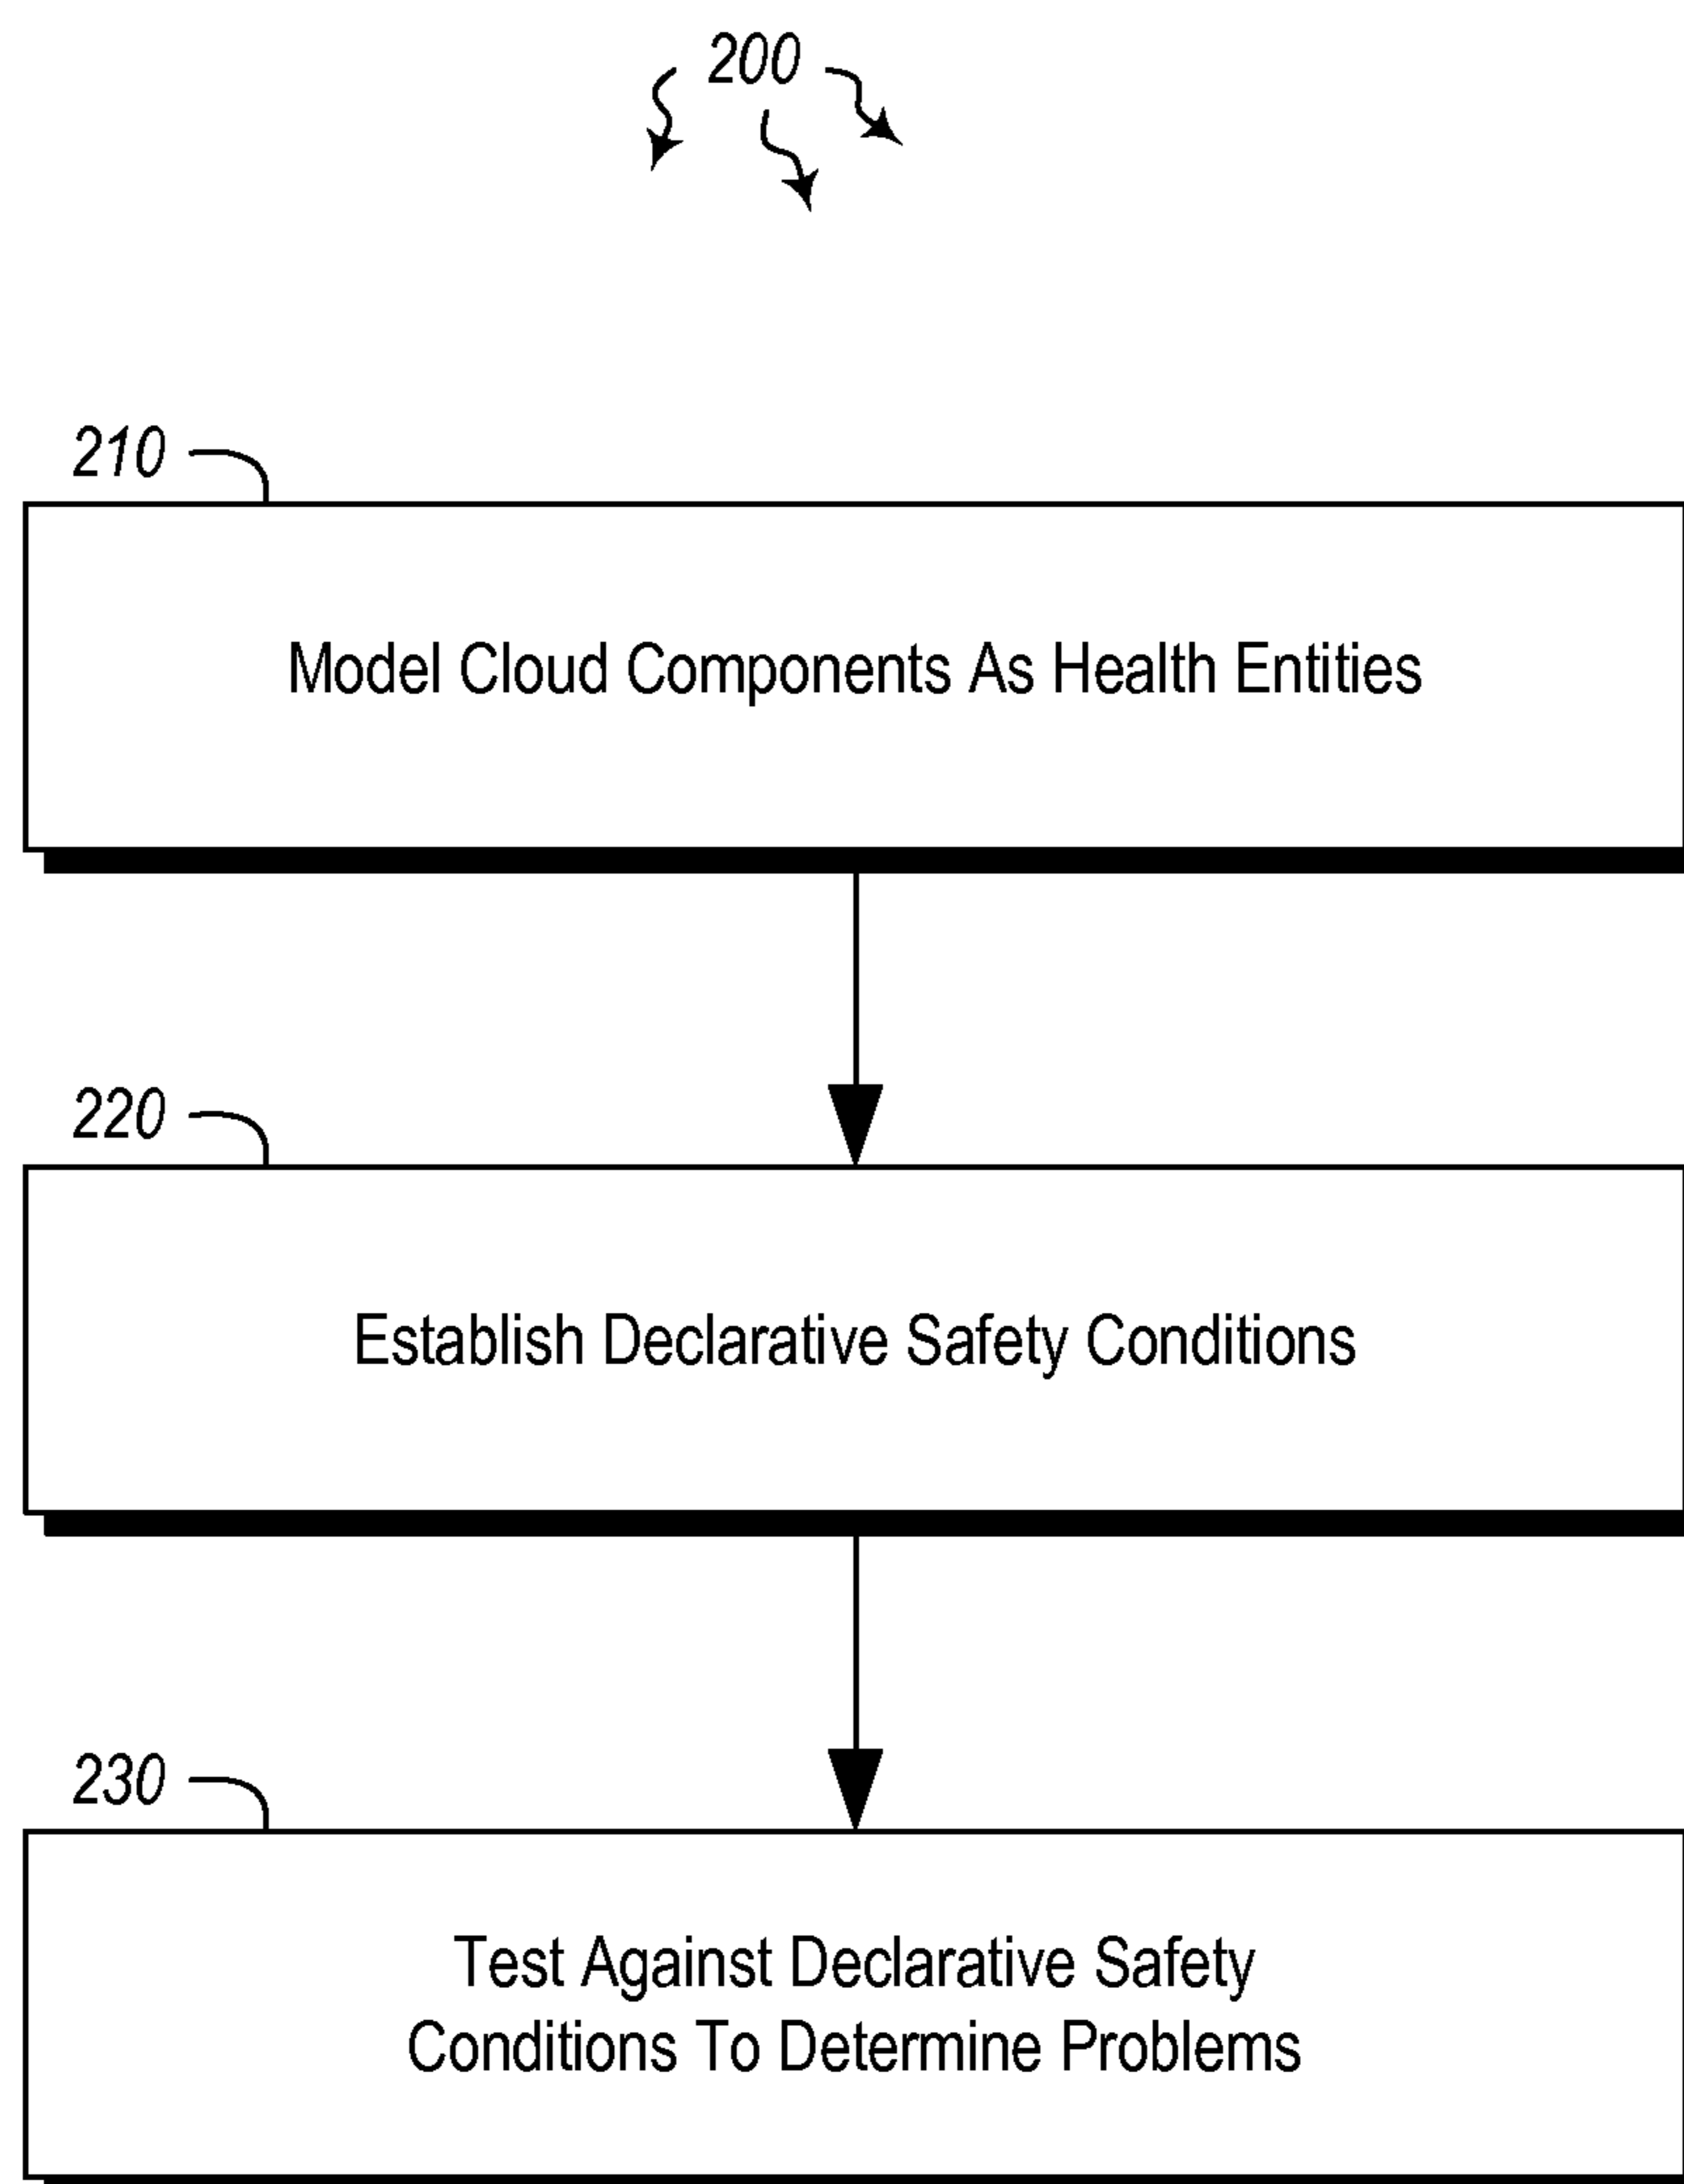 200
210
Model Cloud Components As Health Entities
220
Establish Declarative Safety Conditions
230
Test Against Declarative Safety
Conditions To Determine Problems